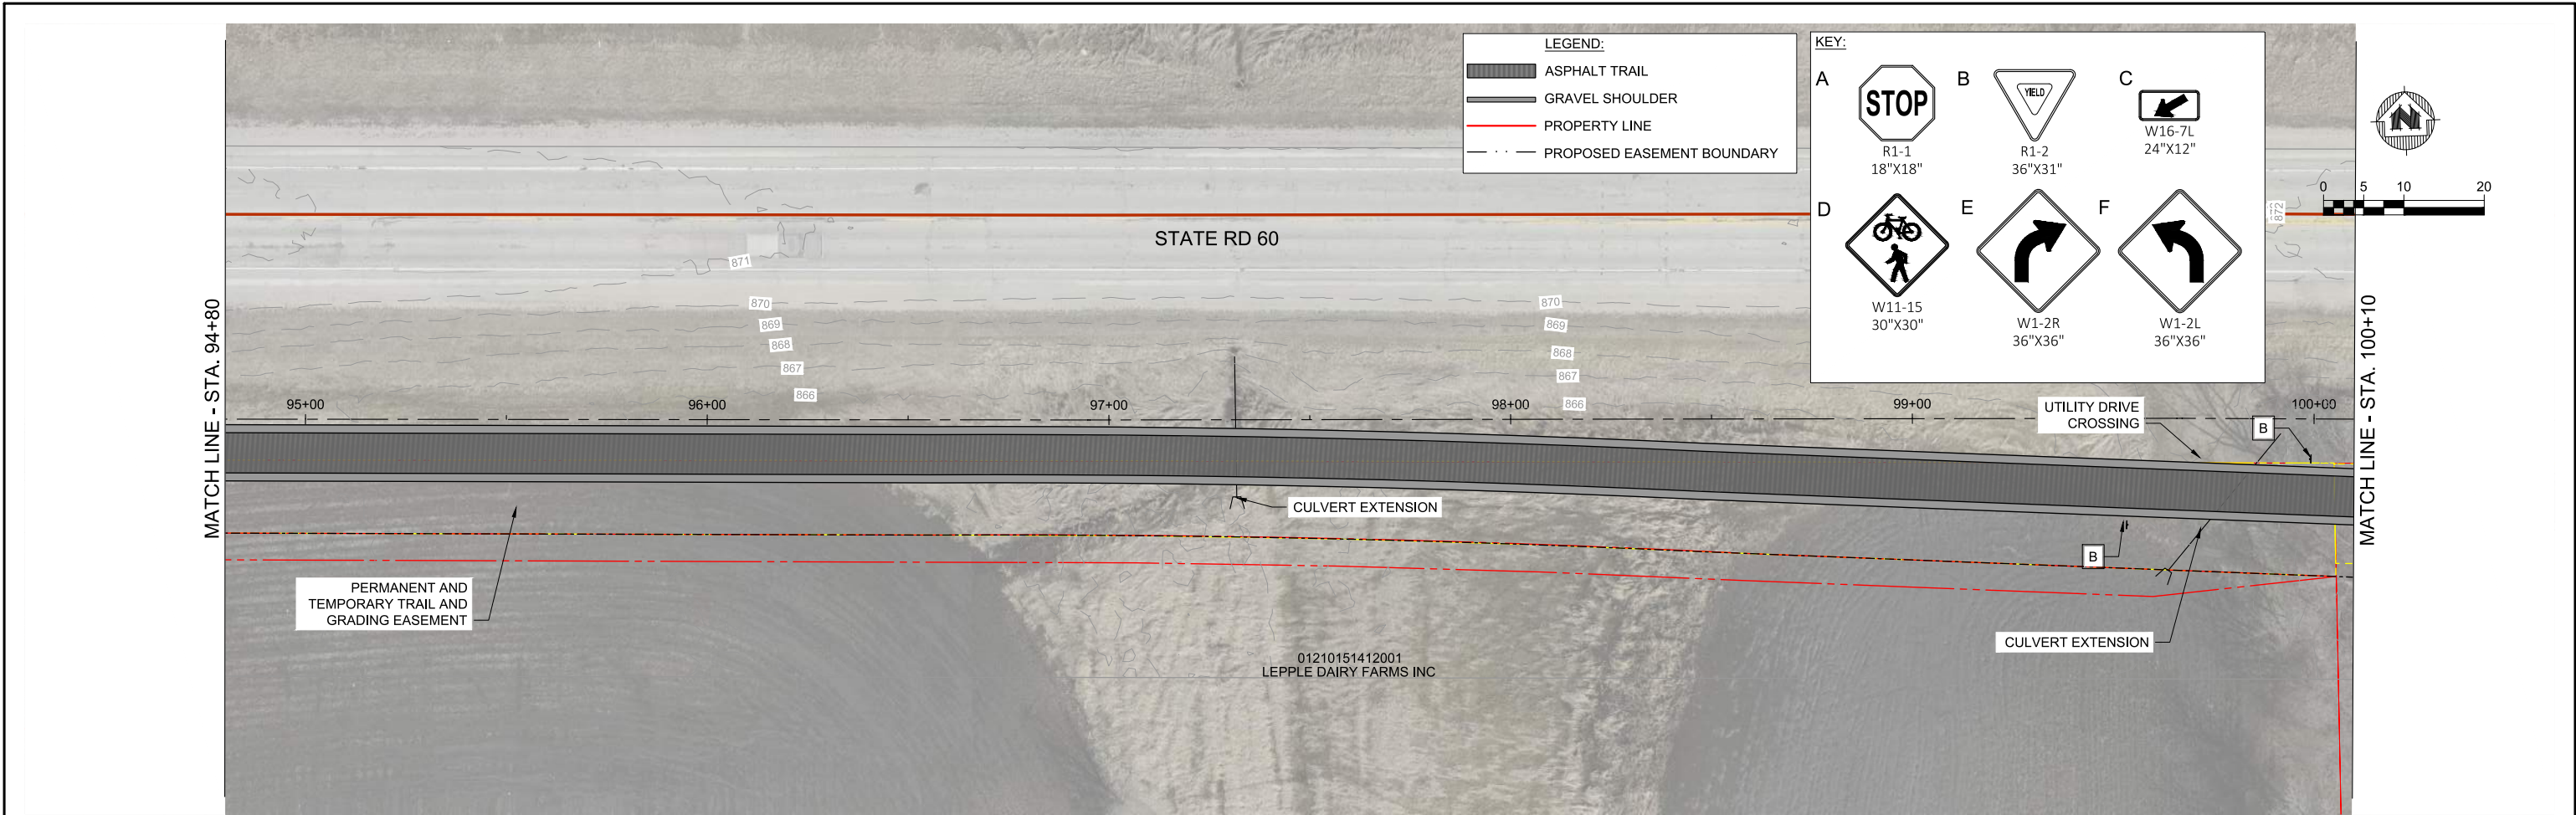 LEGEND:
ASPHALT TRAIL
GRAVEL SHOULDER
PROPERTY LINE
PROPOSED EASEMENT BOUNDARY
KEY:
A
STOP
R1-1
18"X18"
B
YIELD
R1-2
36"X31"
C
W16-7L
24"X12"
D
W11-15
30"X30"
E
W1-2R
36"X36"
F
W1-2L
36"X36"
N
0 5 10 20
872
STATE RD 60
871
870
869
868
867
866
870
869
868
867
866
MATCH LINE - STA. 94+80
MATCH LINE - STA. 100+10
95+00
96+00
97+00
98+00
99+00
100+00
UTILITY DRIVE
CROSSING
B
CULVERT EXTENSION
B
PERMANENT AND
TEMPORARY TRAIL AND
GRADING EASEMENT
CULVERT EXTENSION
01210151412001
LEPPLE DAIRY FARMS INC